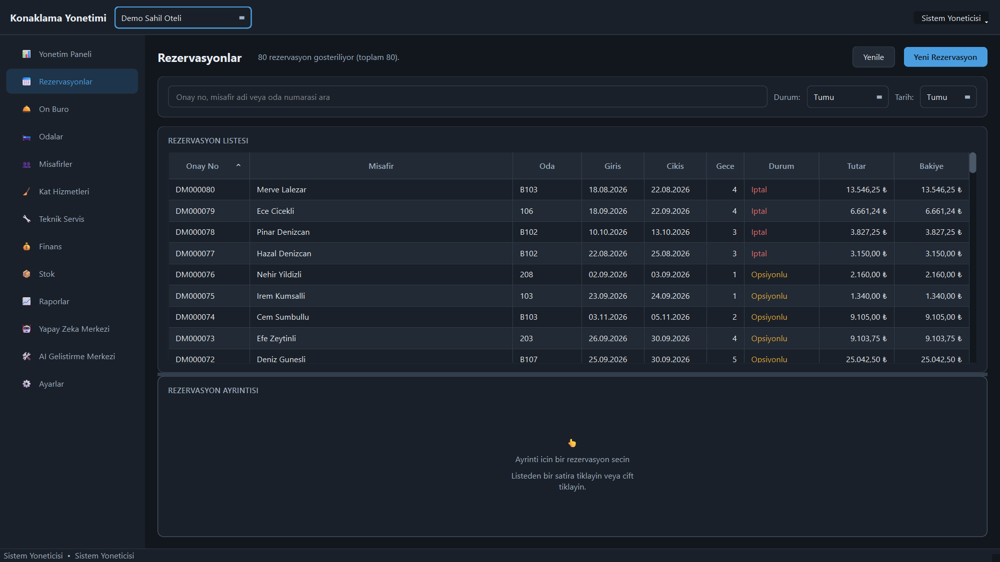 Konaklama Yonetimi
Demo Sahil Oteli
Sistem Yoneticisi
Yonetim Paneli
Rezervasyonlar
On Buro
Odalar
Misafirler
Kat Hizmetleri
Teknik Servis
Finans
Stok
Raporlar
Yapay Zeka Merkezi
AI Gelistirme Merkezi
Ayarlar
Rezervasyonlar 80 rezervasyon gosteriliyor (toplam 80).
Yenile
Yeni Rezervasyon
Onay no, misafir adi veya oda numarasi ara
Durum: Tumu
Tarih: Tumu
REZERVASYON LISTESI
Onay No Misafir Oda Giris Cikis Gece Durum Tutar Bakiye
DM000080 Merve Lalezar B103 18.08.2026 22.08.2026 4 Iptal 13.546,25 ₺ 13.546,25 ₺
DM000079 Ece Cicekli 106 18.09.2026 22.09.2026 4 Iptal 6.661,24 ₺ 6.661,24 ₺
DM000078 Pinar Denizcan B102 10.10.2026 13.10.2026 3 Iptal 3.827,25 ₺ 3.827,25 ₺
DM000077 Hazal Denizcan B102 22.08.2026 25.08.2026 3 Iptal 3.150,00 ₺ 3.150,00 ₺
DM000076 Nehir Yildizli 208 02.09.2026 03.09.2026 1 Opsiyonlu 2.160,00 ₺ 2.160,00 ₺
DM000075 Irem Kumsalli 103 23.09.2026 24.09.2026 1 Opsiyonlu 1.340,00 ₺ 1.340,00 ₺
DM000074 Cem Sumbullu B103 03.11.2026 05.11.2026 2 Opsiyonlu 9.105,00 ₺ 9.105,00 ₺
DM000073 Efe Zeytinli 203 26.09.2026 30.09.2026 4 Opsiyonlu 9.103,75 ₺ 9.103,75 ₺
DM000072 Deniz Gunesli B107 25.09.2026 30.09.2026 5 Opsiyonlu 25.042,50 ₺ 25.042,50 ₺
REZERVASYON AYRINTISI
Ayrinti icin bir rezervasyon secin
Listeden bir satira tiklayin veya cift
tiklayin.
Sistem Yoneticisi • Sistem Yoneticisi